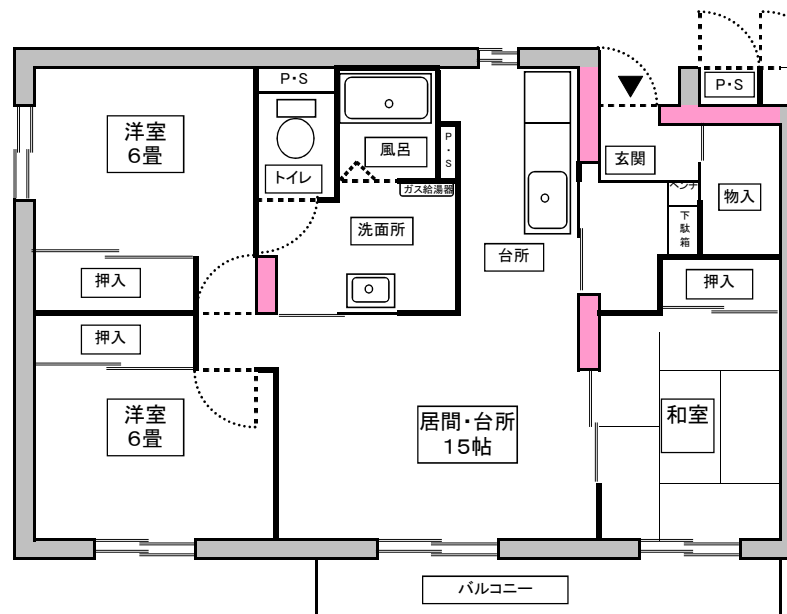 P・S
P・S
洋室
6畳
風呂
P・S
玄関
トイレ
ガス給湯器
ベンチ
物入
下駄箱
洗面所
台所
押入
押入
押入
洋室
6畳
居間・台所
15帖
和室
バルコニー